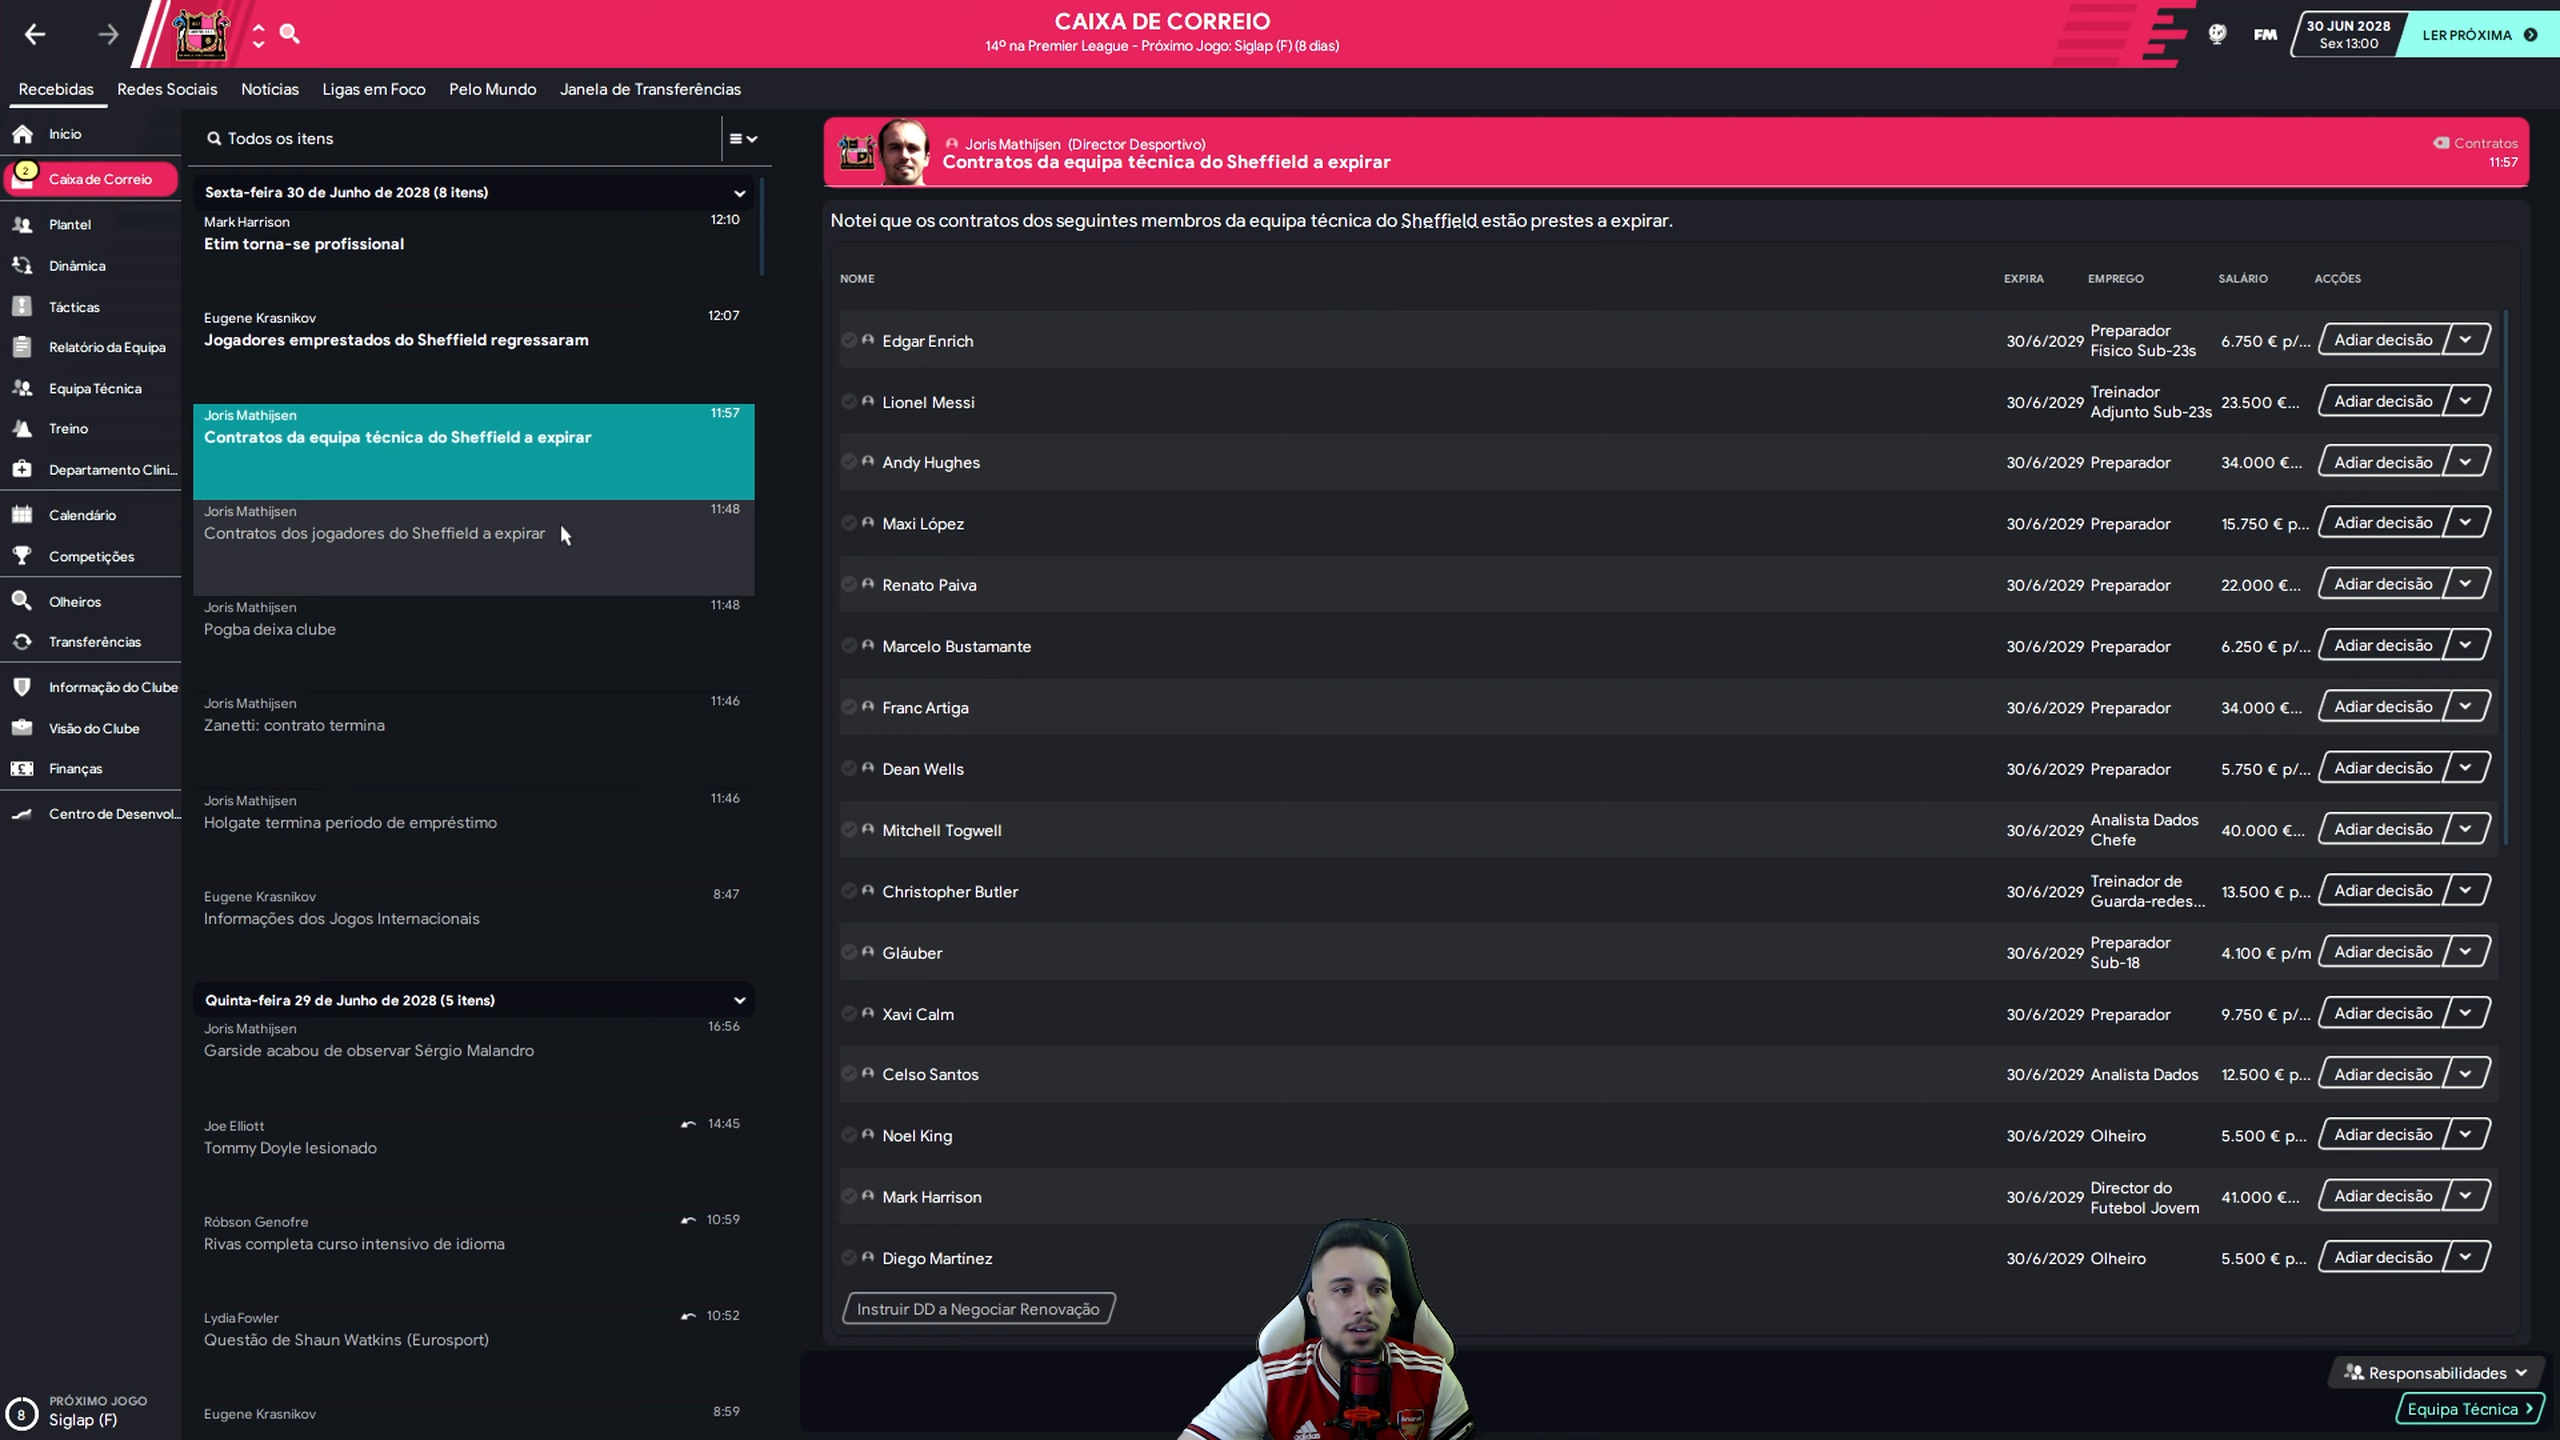 CAIXA DE CORREIO
14º na Premier League - Próximo Jogo: Siglap (F) (8 dias)
FM
30 JUN 2028
Sex 13:00
LER PRÓXIMA
Recebidas
Redes Sociais
Notícias
Ligas em Foco
Pelo Mundo
Janela de Transferências
Início
2
Caixa de Correio
Plantel
Dinâmica
Tácticas
Relatório da Equipa
Equipa Técnica
Treino
Departamento Clíni...
Calendário
Competições
Olheiros
Transferências
Informação do Clube
Visão do Clube
Finanças
Centro de Desenvol...
8
PRÓXIMO JOGO
Siglap (F)
Todos os itens
Sexta-feira 30 de Junho de 2028 (8 itens)
Mark Harrison 12:10
Etim torna-se profissional
Eugene Krasnikov 12:07
Jogadores emprestados do Sheffield regressaram
Joris Mathijsen 11:57
Contratos da equipa técnica do Sheffield a expirar
Joris Mathijsen 11:48
Contratos dos jogadores do Sheffield a expirar
Joris Mathijsen 11:48
Pogba deixa clube
Joris Mathijsen 11:46
Zanetti: contrato termina
Joris Mathijsen 11:46
Holgate termina período de empréstimo
Eugene Krasnikov 8:47
Informações dos Jogos Internacionais
Quinta-feira 29 de Junho de 2028 (5 itens)
Joris Mathijsen 16:56
Garside acabou de observar Sérgio Malandro
Joe Elliott 14:45
Tommy Doyle lesionado
Róbson Genofre 10:59
Rivas completa curso intensivo de idioma
Lydia Fowler 10:52
Questão de Shaun Watkins (Eurosport)
Eugene Krasnikov 8:59
Joris Mathijsen (Director Desportivo)
Contratos da equipa técnica do Sheffield a expirar
Contratos
11:57
Notei que os contratos dos seguintes membros da equipa técnica do Sheffield estão prestes a expirar.
NOME EXPIRA EMPREGO SALÁRIO ACÇÕES
Edgar Enrich 30/6/2029 Preparador Físico Sub-23s 6.750 € p/... Adiar decisão
Lionel Messi 30/6/2029 Treinador Adjunto Sub-23s 23.500 €... Adiar decisão
Andy Hughes 30/6/2029 Preparador 34.000 €... Adiar decisão
Maxi López 30/6/2029 Preparador 15.750 € p... Adiar decisão
Renato Paiva 30/6/2029 Preparador 22.000 €... Adiar decisão
Marcelo Bustamante 30/6/2029 Preparador 6.250 € p/... Adiar decisão
Franc Artiga 30/6/2029 Preparador 34.000 €... Adiar decisão
Dean Wells 30/6/2029 Preparador 5.750 € p/... Adiar decisão
Mitchell Togwell 30/6/2029 Analista Dados Chefe 40.000 €... Adiar decisão
Christopher Butler 30/6/2029 Treinador de Guarda-redes... 13.500 € p... Adiar decisão
Gláuber 30/6/2029 Preparador Sub-18 4.100 € p/m Adiar decisão
Xavi Calm 30/6/2029 Preparador 9.750 € p/... Adiar decisão
Celso Santos 30/6/2029 Analista Dados 12.500 € p... Adiar decisão
Noel King 30/6/2029 Olheiro 5.500 € p... Adiar decisão
Mark Harrison 30/6/2029 Director do Futebol Jovem 41.000 €... Adiar decisão
Diego Martínez 30/6/2029 Olheiro 5.500 € p... Adiar decisão
Instruir DD a Negociar Renovação
Responsabilidades
Equipa Técnica
adidas
Arsenal